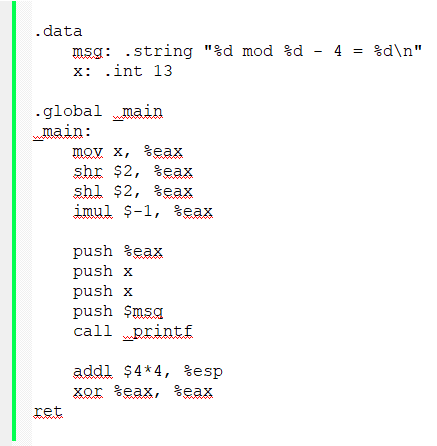 .data
msg: .string "%d mod %d - 4 = %d\n"
x: .int 13
.global _main
_main:
mov x, %eax
shr $2, %eax
shl $2, %eax
imul $-1, %eax
push %eax
push x
push x
push $msg
call _printf
addl $4*4, %esp
xor %eax, %eax
ret